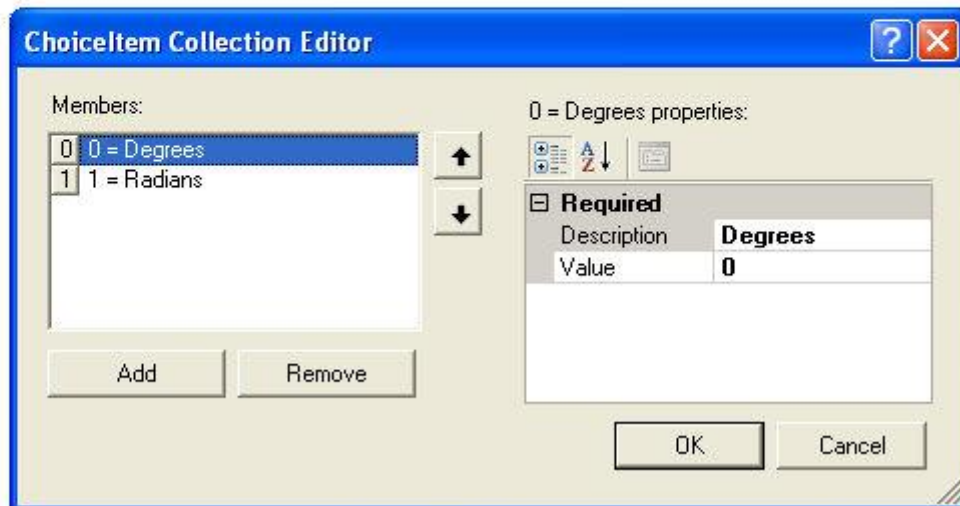 ChoiceItem Collection Editor
Members:
0 0 = Degrees
1 1 = Radians
Add Remove
0 = Degrees properties:
A
Z
Required
Description Degrees
Value 0
OK Cancel